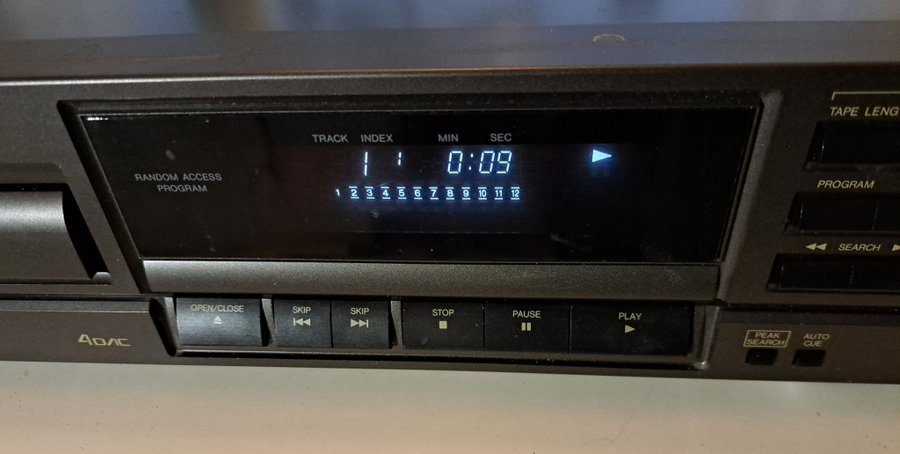 TRACK INDEX MIN SEC
1 1 0:09
RANDOM ACCESS
PROGRAM
1 2 3 4 5 6 7 8 9 10 11 12
TAPE LENG
PROGRAM
SEARCH
OPEN/CLOSE
SKIP
SKIP
STOP
PAUSE
PLAY
4DAC
PEAK
SEARCH
AUTO
CUE